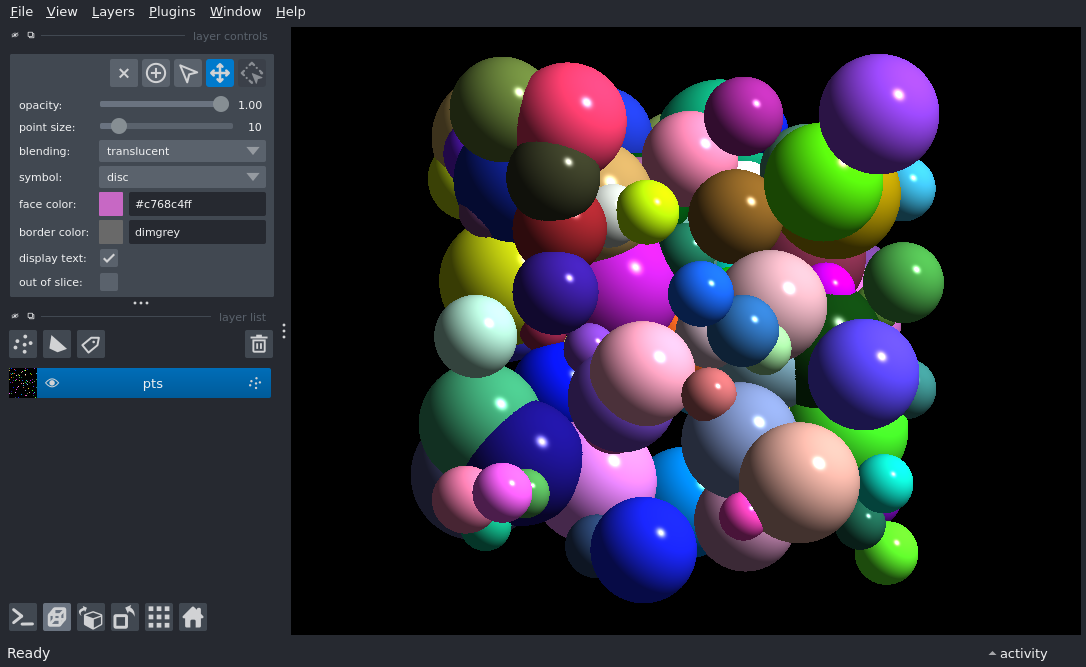 File View Layers Plugins Window Help
layer controls
opacity: 1.00
point size: 10
blending: translucent
symbol: disc
face color: #c768c4ff
border color: dimgrey
display text:
out of slice:
layer list
pts
Ready
activity